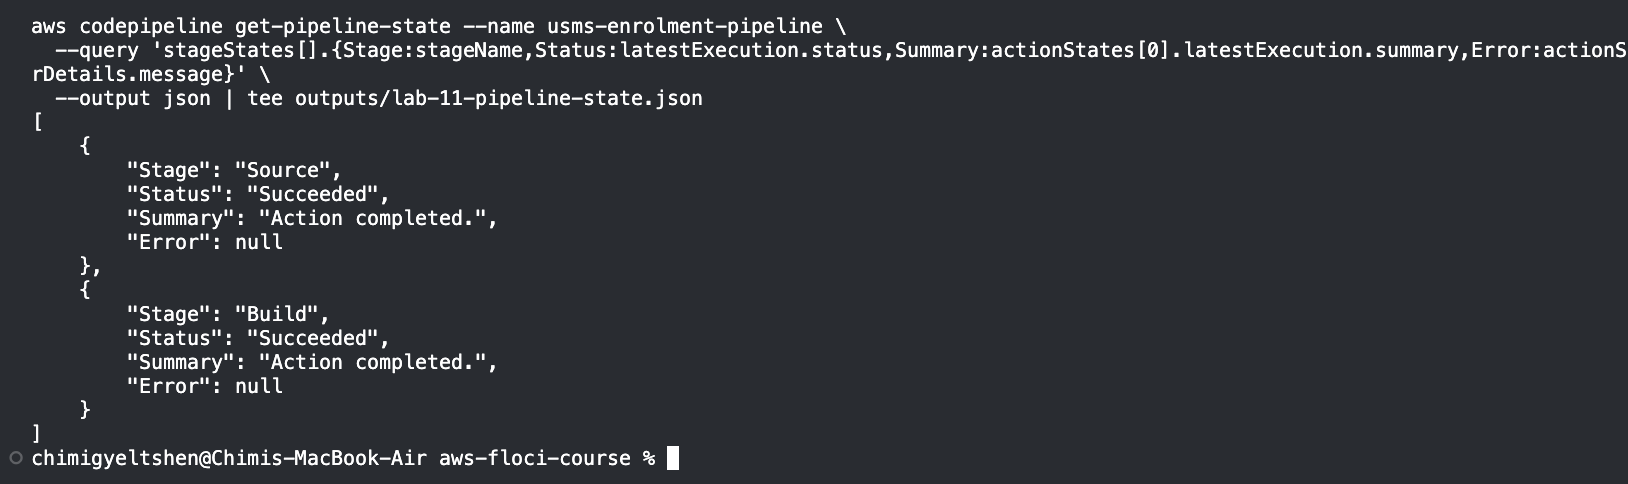 aws codepipeline get-pipeline-state --name usms-enrolment-pipeline \
--query 'stageStates[].{Stage:stageName,Status:latestExecution.status,Summary:actionStates[0].latestExecution.summary,Error:actionS
rDetails.message}' \
--output json | tee outputs/lab-11-pipeline-state.json
[
{
"Stage": "Source",
"Status": "Succeeded",
"Summary": "Action completed.",
"Error": null
},
{
"Stage": "Build",
"Status": "Succeeded",
"Summary": "Action completed.",
"Error": null
}
]
chimigyeltshen@Chimis-MacBook-Air aws-floci-course %